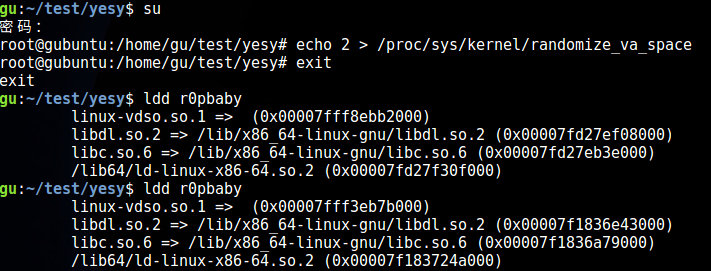 gu:~/test/yesy$ su
密码：
root@gubuntu:/home/gu/test/yesy# echo 2 > /proc/sys/kernel/randomize_va_space
root@gubuntu:/home/gu/test/yesy# exit
exit
gu:~/test/yesy$ ldd r0pbaby
linux-vdso.so.1 =>  (0x00007fff8ebb2000)
libdl.so.2 => /lib/x86_64-linux-gnu/libdl.so.2 (0x00007fd27ef08000)
libc.so.6 => /lib/x86_64-linux-gnu/libc.so.6 (0x00007fd27eb3e000)
/lib64/ld-linux-x86-64.so.2 (0x00007fd27f30f000)
gu:~/test/yesy$ ldd r0pbaby
linux-vdso.so.1 =>  (0x00007fff3eb7b000)
libdl.so.2 => /lib/x86_64-linux-gnu/libdl.so.2 (0x00007f1836e43000)
libc.so.6 => /lib/x86_64-linux-gnu/libc.so.6 (0x00007f1836a79000)
/lib64/ld-linux-x86-64.so.2 (0x00007f183724a000)